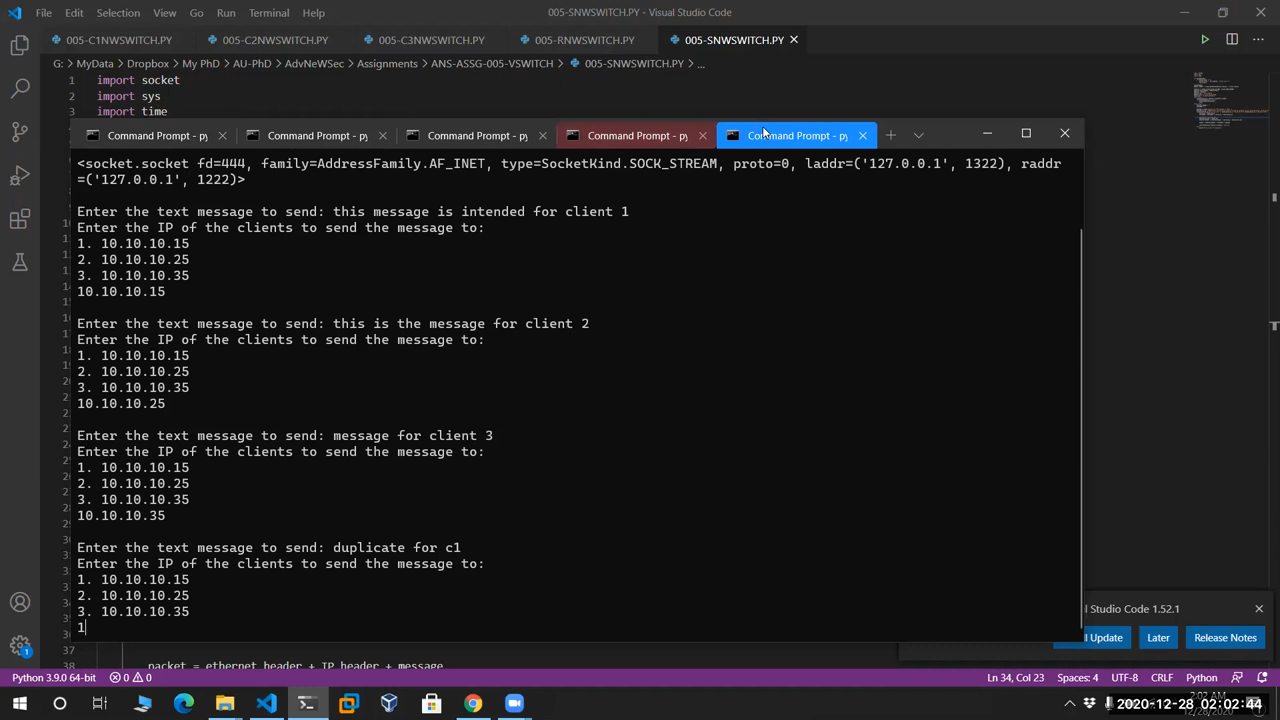 File Edit Selection View Go Run Terminal Help 005-SNWSWITCH.PY - Visual Studio Code
005-C1NWSWITCH.PY 005-C2NWSWITCH.PY 005-C3NWSWITCH.PY 005-RNWSWITCH.PY 005-SNWSWITCH.PY
G: > MyData > Dropbox > My PhD > AU-PhD > AdvNeWSec > Assignments > ANS-ASSG-005-VSWITCH > 005-SNWSWITCH.PY > ...
1 import socket
2 import sys
3 import time
Command Prompt - py Command Prompt - py Command Prompt - py Command Prompt - py Command Prompt - py
<socket.socket fd=444, family=AddressFamily.AF_INET, type=SocketKind.SOCK_STREAM, proto=0, laddr=('127.0.0.1', 1322), raddr
=('127.0.0.1', 1222)>
Enter the text message to send: this message is intended for client 1
Enter the IP of the clients to send the message to:
1. 10.10.10.15
2. 10.10.10.25
3. 10.10.10.35
10.10.10.15
Enter the text message to send: this is the message for client 2
Enter the IP of the clients to send the message to:
1. 10.10.10.15
2. 10.10.10.25
3. 10.10.10.35
10.10.10.25
Enter the text message to send: message for client 3
Enter the IP of the clients to send the message to:
1. 10.10.10.15
2. 10.10.10.25
3. 10.10.10.35
10.10.10.35
Enter the text message to send: duplicate for c1
Enter the IP of the clients to send the message to:
1. 10.10.10.15
2. 10.10.10.25
3. 10.10.10.35
1
Studio Code 1.52.1
Update Later Release Notes
37
38 packet = ethernet_header + IP_header + message
Python 3.9.0 64-bit 0 0 Ln 34, Col 23 Spaces: 4 UTF-8 CRLF Python
2:02 AM
2020-12-28 02:02:44